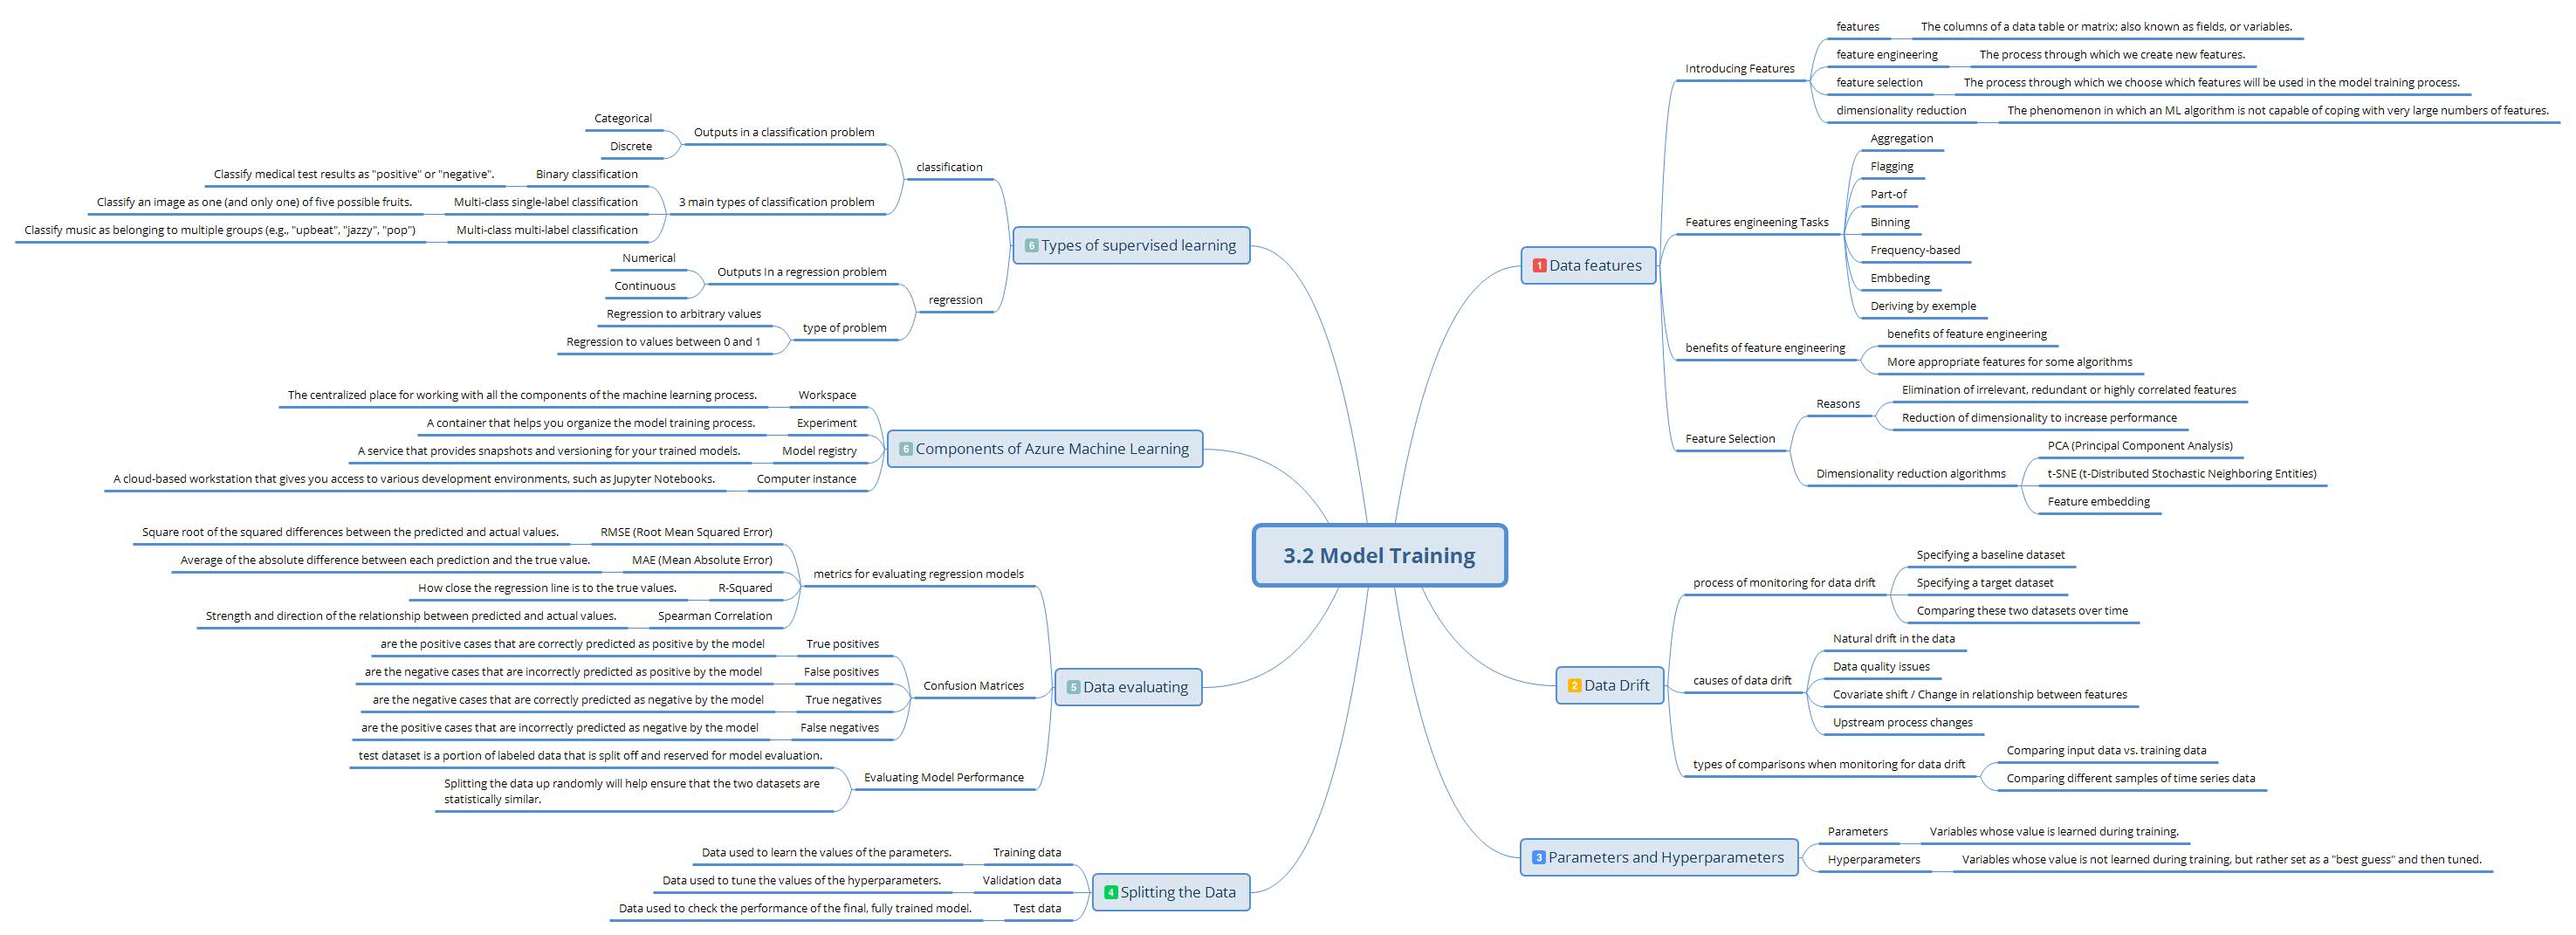 3.2 Model Training
1 Data features
Introducing Features
features
The columns of a data table or matrix; also known as fields, or variables.
feature engineering
The process through which we create new features.
feature selection
The process through which we choose which features will be used in the model training process.
dimensionality reduction
The phenomenon in which an ML algorithm is not capable of coping with very large numbers of features.
Features engineering Tasks
Aggregation
Flagging
Part-of
Binning
Frequency-based
Embbeding
Deriving by exemple
benefits of feature engineering
benefits of feature engineering
More appropriate features for some algorithms
Feature Selection
Reasons
Elimination of irrelevant, redundant or highly correlated features
Reduction of dimensionality to increase performance
Dimensionality reduction algorithms
PCA (Principal Component Analysis)
t-SNE (t-Distributed Stochastic Neighboring Entities)
Feature embedding
2 Data Drift
process of monitoring for data drift
Specifying a baseline dataset
Specifying a target dataset
Comparing these two datasets over time
causes of data drift
Natural drift in the data
Data quality issues
Covariate shift / Change in relationship between features
Upstream process changes
types of comparisons when monitoring for data drift
Comparing input data vs. training data
Comparing different samples of time series data
3 Parameters and Hyperparameters
Parameters
Variables whose value is learned during training.
Hyperparameters
Variables whose value is not learned during training, but rather set as a "best guess" and then tuned.
4 Splitting the Data
Training data
Data used to learn the values of the parameters.
Validation data
Data used to tune the values of the hyperparameters.
Test data
Data used to check the performance of the final, fully trained model.
5 Data evaluating
metrics for evaluating regression models
RMSE (Root Mean Squared Error)
Square root of the squared differences between the predicted and actual values.
MAE (Mean Absolute Error)
Average of the absolute difference between each prediction and the true value.
R-Squared
How close the regression line is to the true values.
Spearman Correlation
Strength and direction of the relationship between predicted and actual values.
Confusion Matrices
True positives
are the positive cases that are correctly predicted as positive by the model
False positives
are the negative cases that are incorrectly predicted as positive by the model
True negatives
are the negative cases that are correctly predicted as negative by the model
False negatives
are the positive cases that are incorrectly predicted as negative by the model
Evaluating Model Performance
test dataset is a portion of labeled data that is split off and reserved for model evaluation.
Splitting the data up randomly will help ensure that the two datasets are
statistically similar.
6 Components of Azure Machine Learning
Workspace
The centralized place for working with all the components of the machine learning process.
Experiment
A container that helps you organize the model training process.
Model registry
A service that provides snapshots and versioning for your trained models.
Computer instance
A cloud-based workstation that gives you access to various development environments, such as Jupyter Notebooks.
6 Types of supervised learning
classification
Outputs in a classification problem
Categorical
Discrete
3 main types of classification problem
Binary classification
Classify medical test results as "positive" or "negative".
Multi-class single-label classification
Classify an image as one (and only one) of five possible fruits.
Multi-class multi-label classification
Classify music as belonging to multiple groups (e.g., "upbeat", "jazzy", "pop")
regression
Outputs In a regression problem
Numerical
Continuous
type of problem
Regression to arbitrary values
Regression to values between 0 and 1